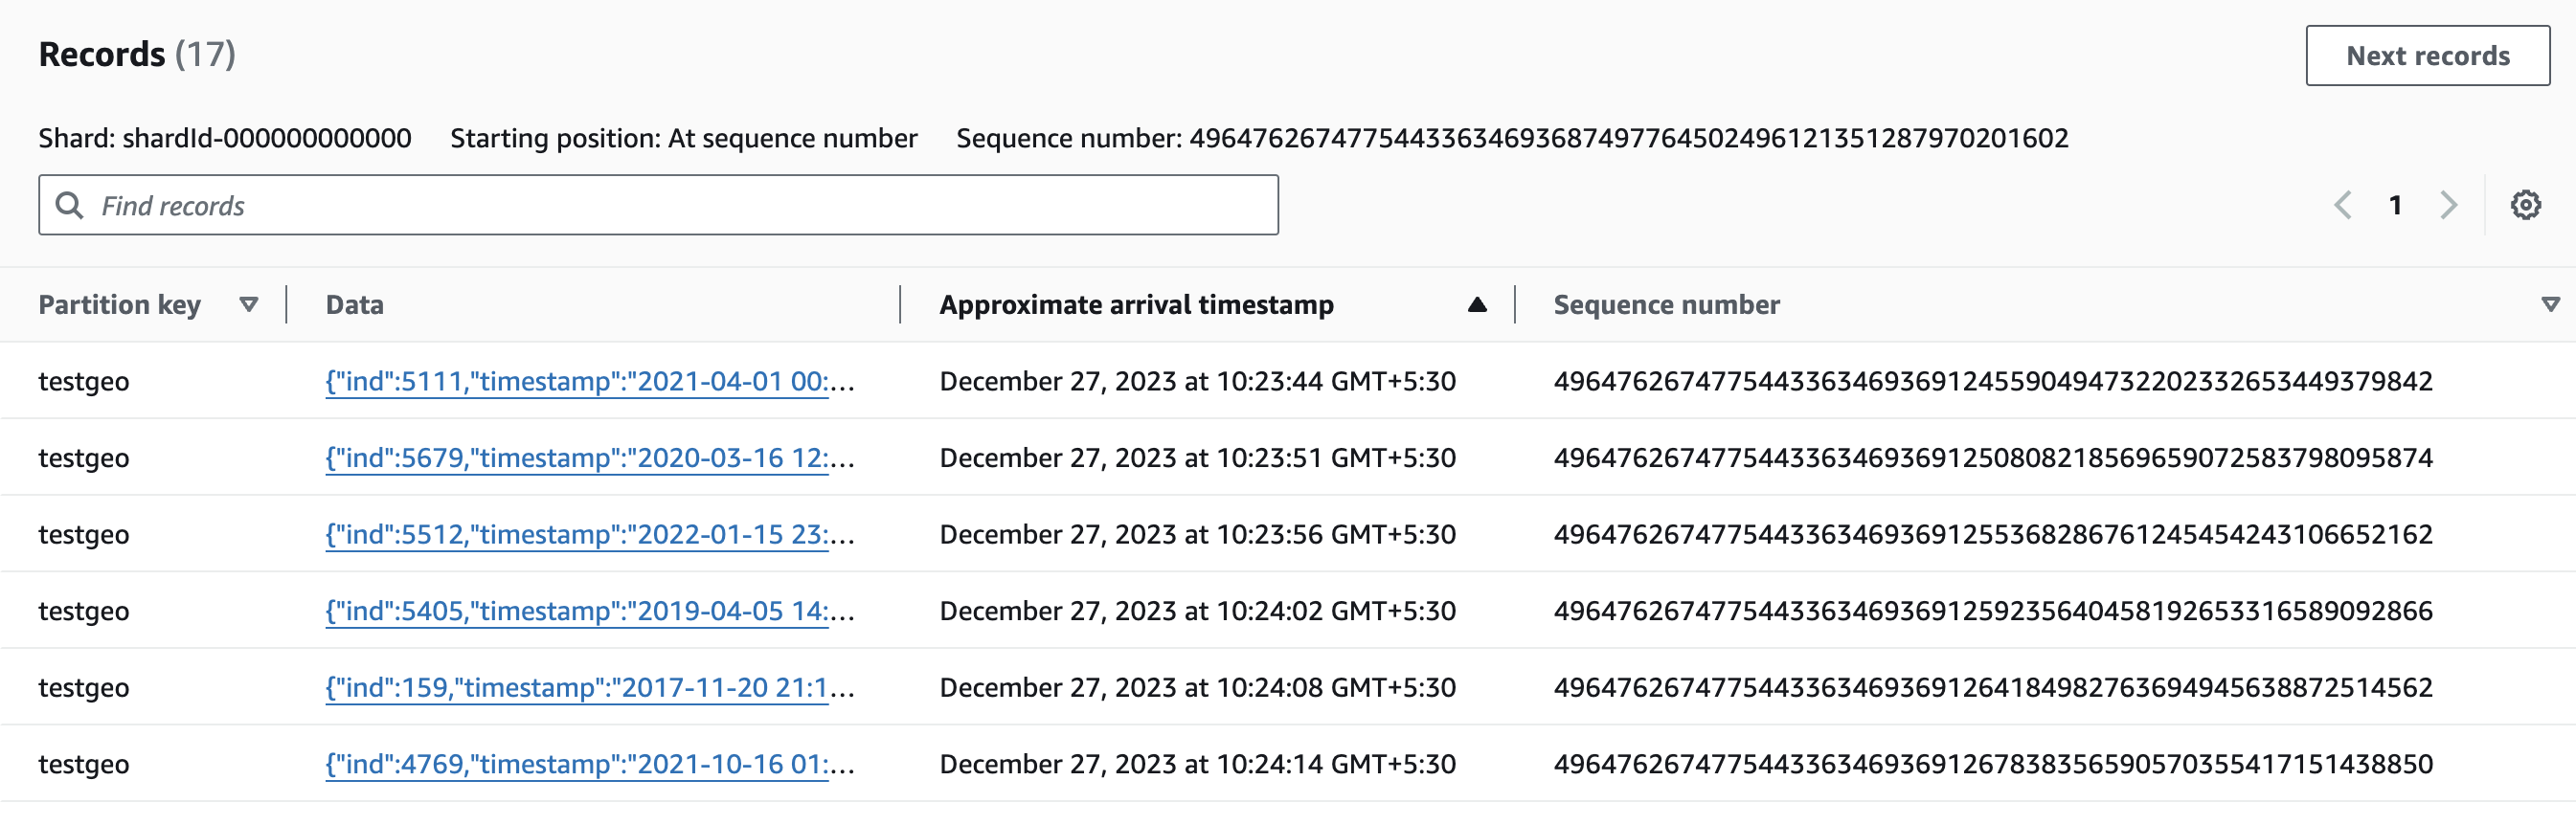 Records (17)
Next records
Shard: shardId-000000000000 Starting position: At sequence number Sequence number: 49647626747754433634693687497764502496121351287970201602
Find records
1
Partition key Data Approximate arrival timestamp Sequence number
testgeo {"ind":5111,"timestamp":"2021-04-01 00:... December 27, 2023 at 10:23:44 GMT+5:30 49647626747754433634693691245590494732202332653449379842
testgeo {"ind":5679,"timestamp":"2020-03-16 12:... December 27, 2023 at 10:23:51 GMT+5:30 49647626747754433634693691250808218569659072583798095874
testgeo {"ind":5512,"timestamp":"2022-01-15 23:... December 27, 2023 at 10:23:56 GMT+5:30 49647626747754433634693691255368286761245454243106652162
testgeo {"ind":5405,"timestamp":"2019-04-05 14:... December 27, 2023 at 10:24:02 GMT+5:30 49647626747754433634693691259235640458192653316589092866
testgeo {"ind":159,"timestamp":"2017-11-20 21:1... December 27, 2023 at 10:24:08 GMT+5:30 49647626747754433634693691264184982763694945638872514562
testgeo {"ind":4769,"timestamp":"2021-10-16 01:... December 27, 2023 at 10:24:14 GMT+5:30 49647626747754433634693691267838356590570355417151438850